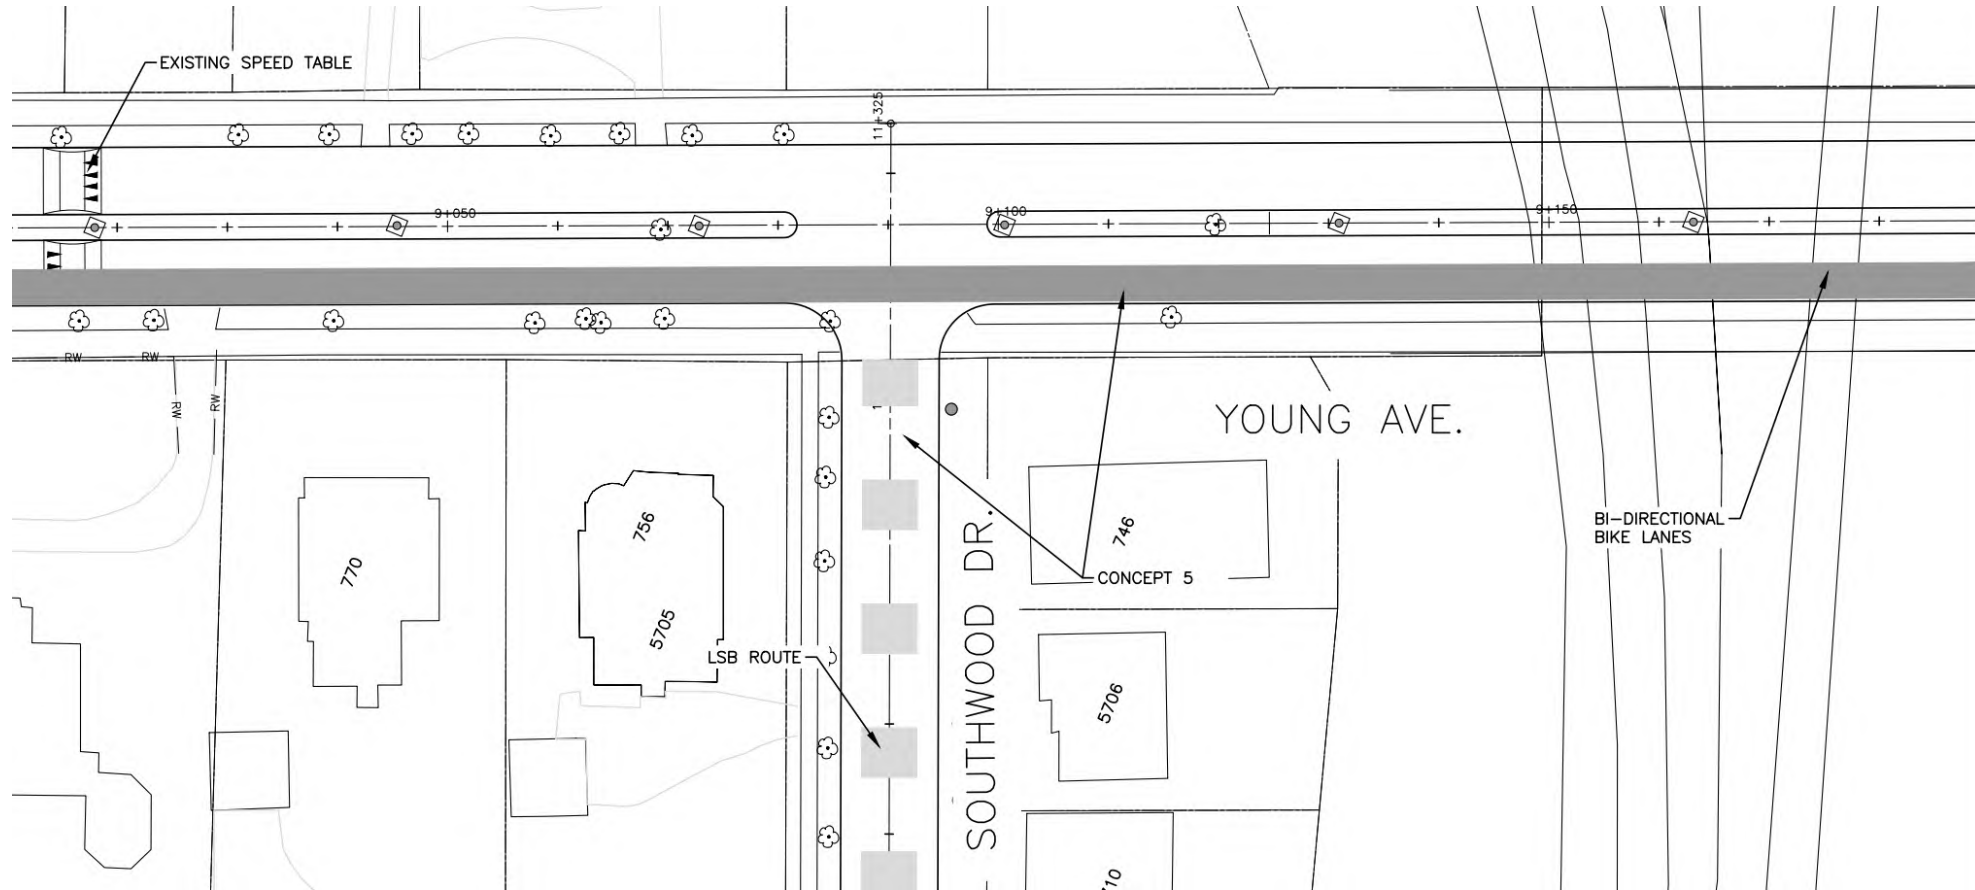 EXISTING SPEED TABLE
11+325
9+050
9+100
9+150
RW
RW
RW
RW
YOUNG AVE.
770
756
5705
746
BI-DIRECTIONAL
BIKE LANES
CONCEPT 5
LSB ROUTE
SOUTHWOOD DR.
5706